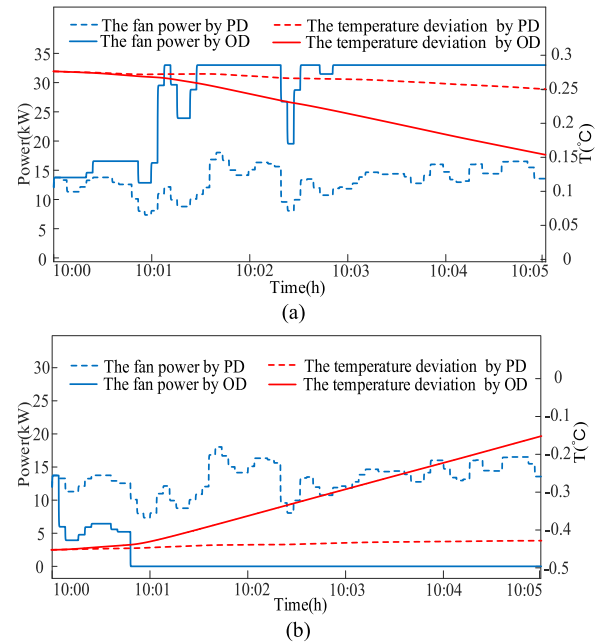 (a)
The fan power by PD
The temperature deviation by PD
The fan power by OD
The temperature deviation by OD
35
30
25
20
15
10
5
0
Power(kW)
0.3
0.25
0.2
0.15
0.1
0.05
0
T(℃)
10:00
10:01
10:02
10:03
10:04
10:05
Time(h)
(a)
The fan power by PD
The temperature deviation by PD
The fan power by OD
The temperature deviation by OD
30
25
20
15
10
5
0
Power(kW)
0
-0.1
-0.2
-0.3
-0.4
-0.5
T(℃)
10:00
10:01
10:02
10:03
10:04
10:05
Time(h)
(b)